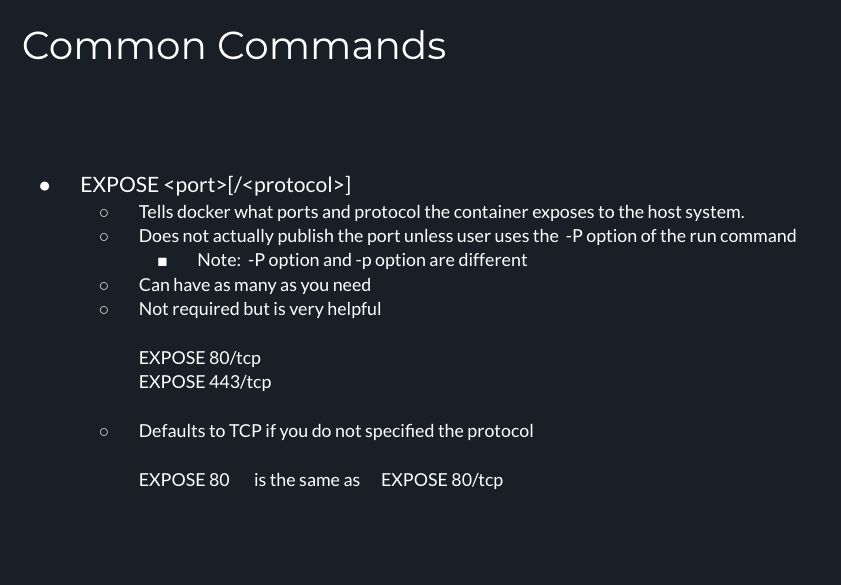 Common Commands
● EXPOSE <port>[/<protocol>]
○ Tells docker what ports and protocol the container exposes to the host system.
○ Does not actually publish the port unless user uses the -P option of the run command
■ Note: -P option and -p option are different
○ Can have as many as you need
○ Not required but is very helpful
EXPOSE 80/tcp
EXPOSE 443/tcp
○ Defaults to TCP if you do not specified the protocol
EXPOSE 80 is the same as EXPOSE 80/tcp